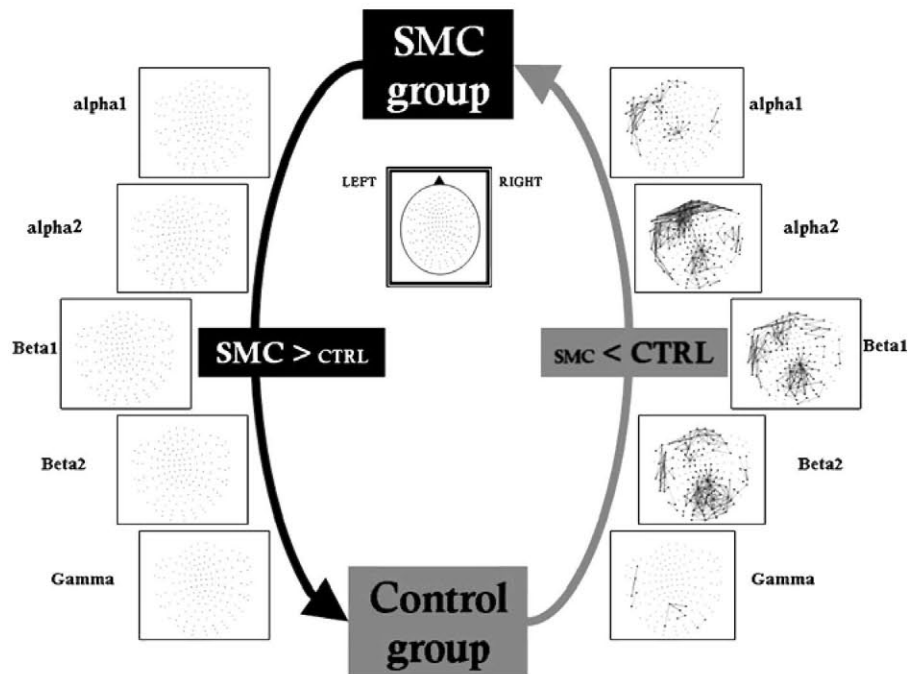 SMC
group
alpha1
alpha1
LEFT
RIGHT
alpha2
alpha2
Beta1
SMC > CTRL
SMC < CTRL
Beta1
Beta2
Beta2
Gamma
Gamma
Control
group